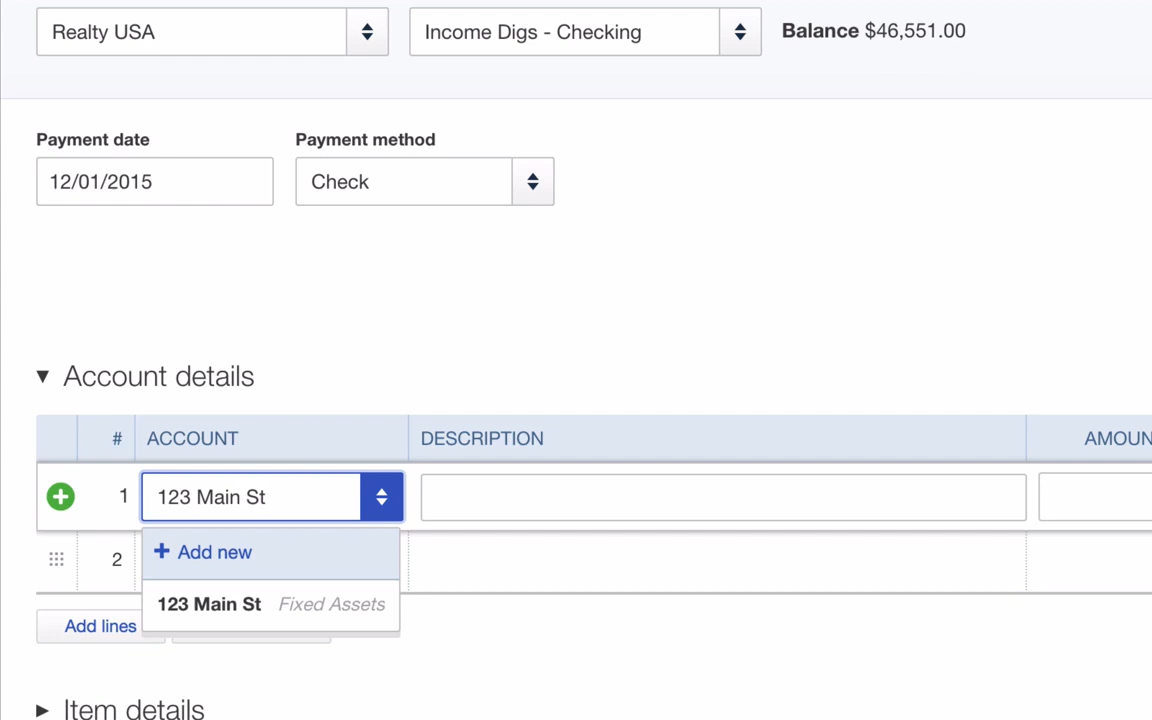 Realty USA Income Digs - Checking Balance $46,551.00
Payment date Payment method
12/01/2015 Check
Account details
# ACCOUNT DESCRIPTION
1 123 Main St
+ Add new
2
123 Main St Fixed Assets
Add lines
Item details